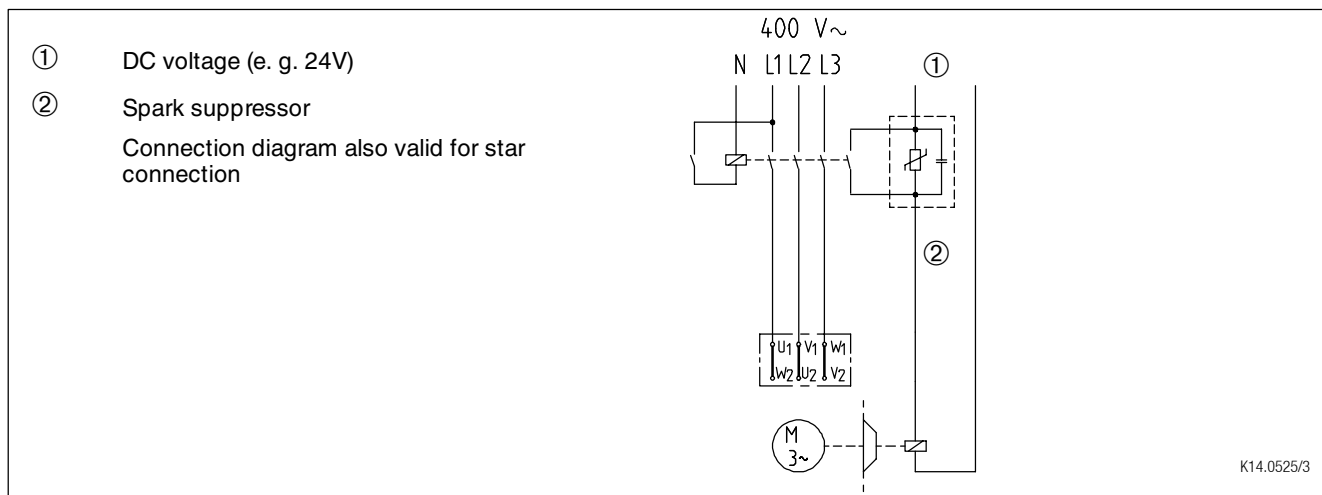 ① DC voltage (e. g. 24V)
② Spark suppressor
Connection diagram also valid for star
connection
400 V~
N L1 L2 L3 ①
②
U1 V1 W1
W2 U2 V2
M
3~
K14.0525/3